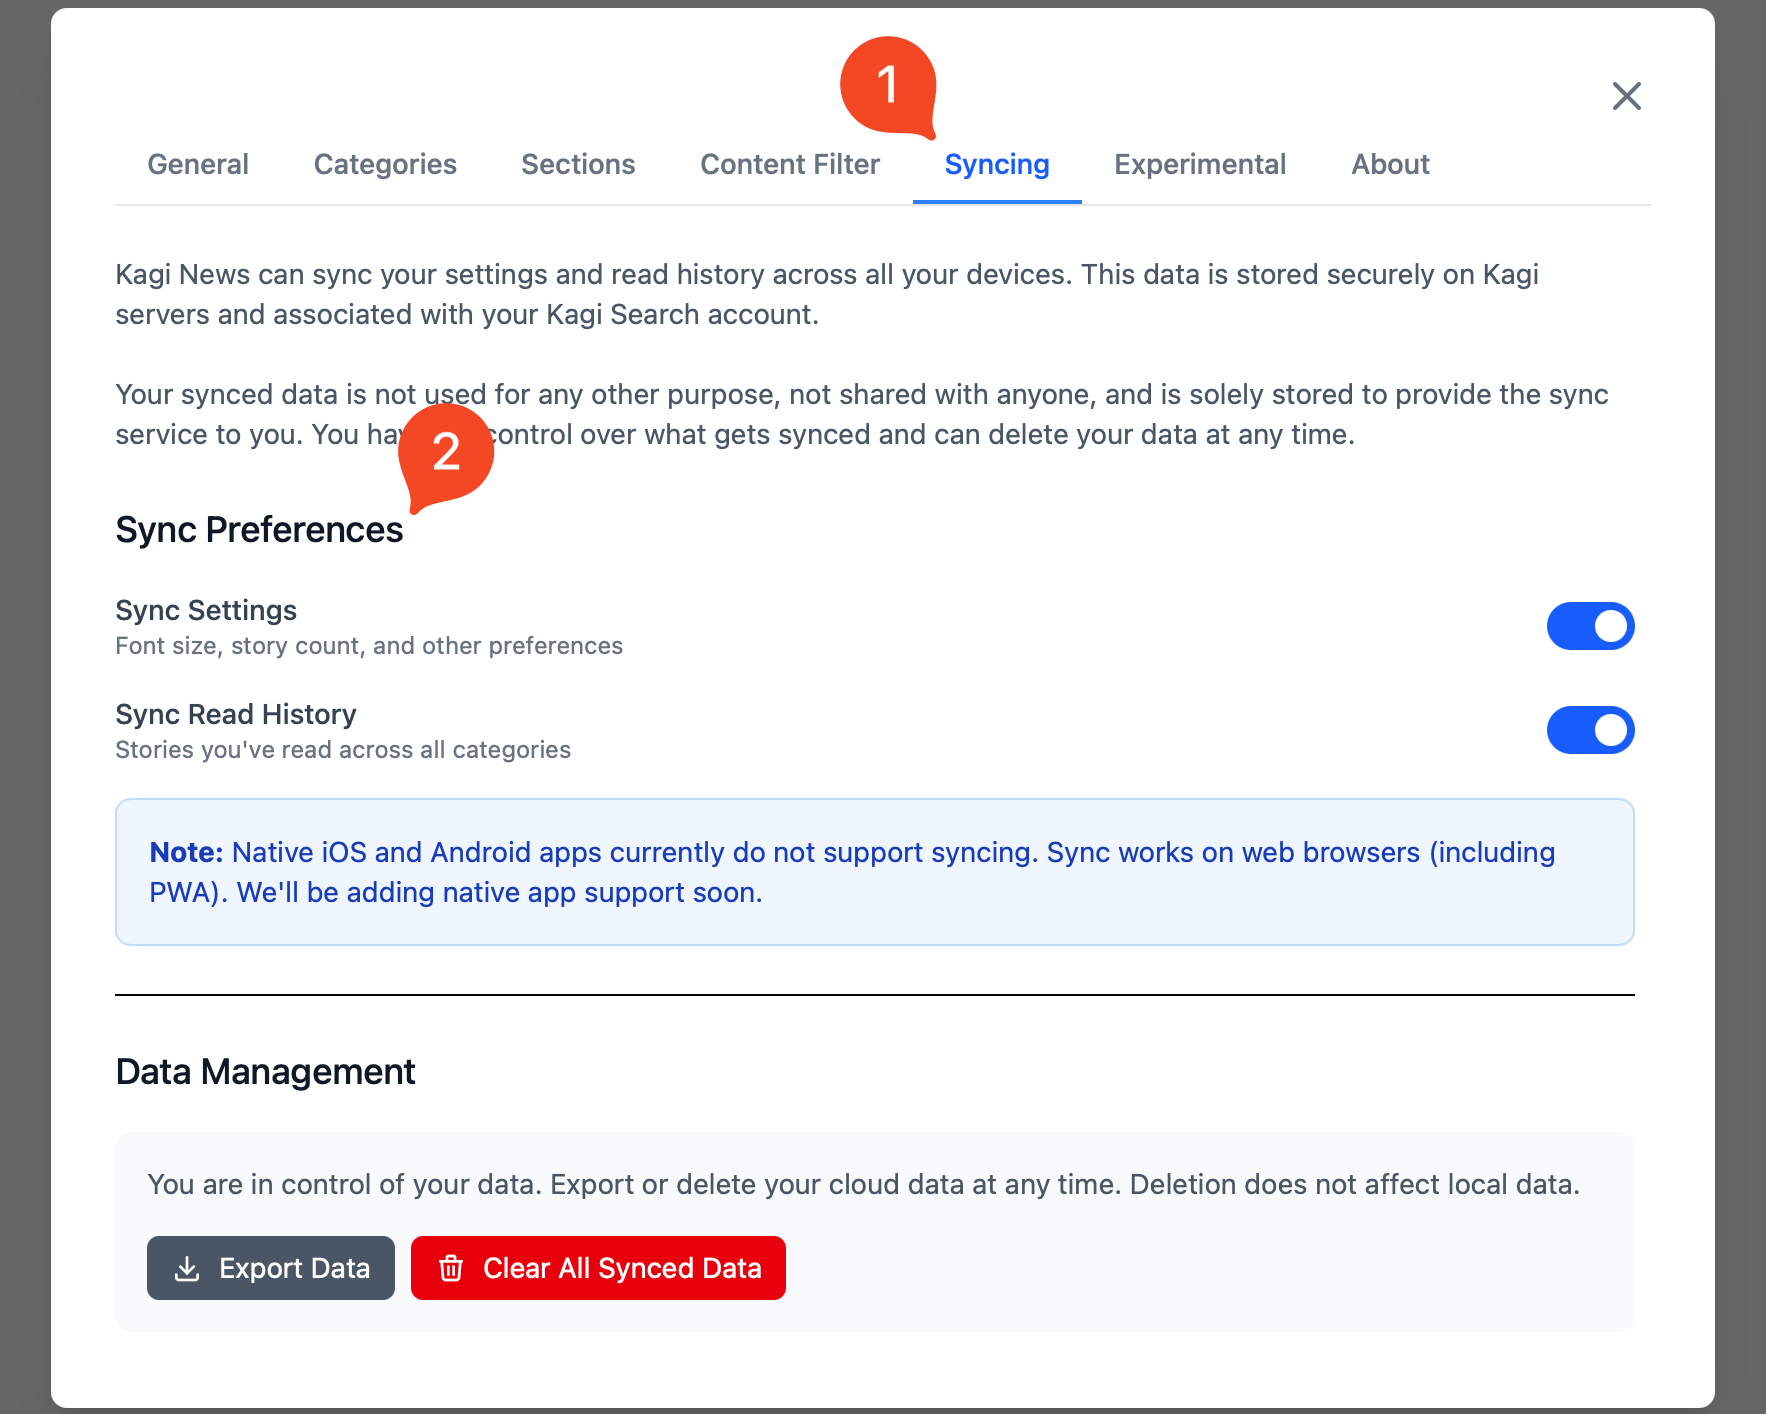 1
General Categories Sections Content Filter Syncing Experimental About
Kagi News can sync your settings and read history across all your devices. This data is stored securely on Kagi
servers and associated with your Kagi Search account.
Your synced data is not used for any other purpose, not shared with anyone, and is solely stored to provide the sync
service to you. You control over what gets synced and can delete your data at any time.
2
Sync Preferences
Sync Settings
Font size, story count, and other preferences
Sync Read History
Stories you've read across all categories
Note: Native iOS and Android apps currently do not support syncing. Sync works on web browsers (including
PWA). We'll be adding native app support soon.
Data Management
You are in control of your data. Export or delete your cloud data at any time. Deletion does not affect local data.
Export Data Clear All Synced Data